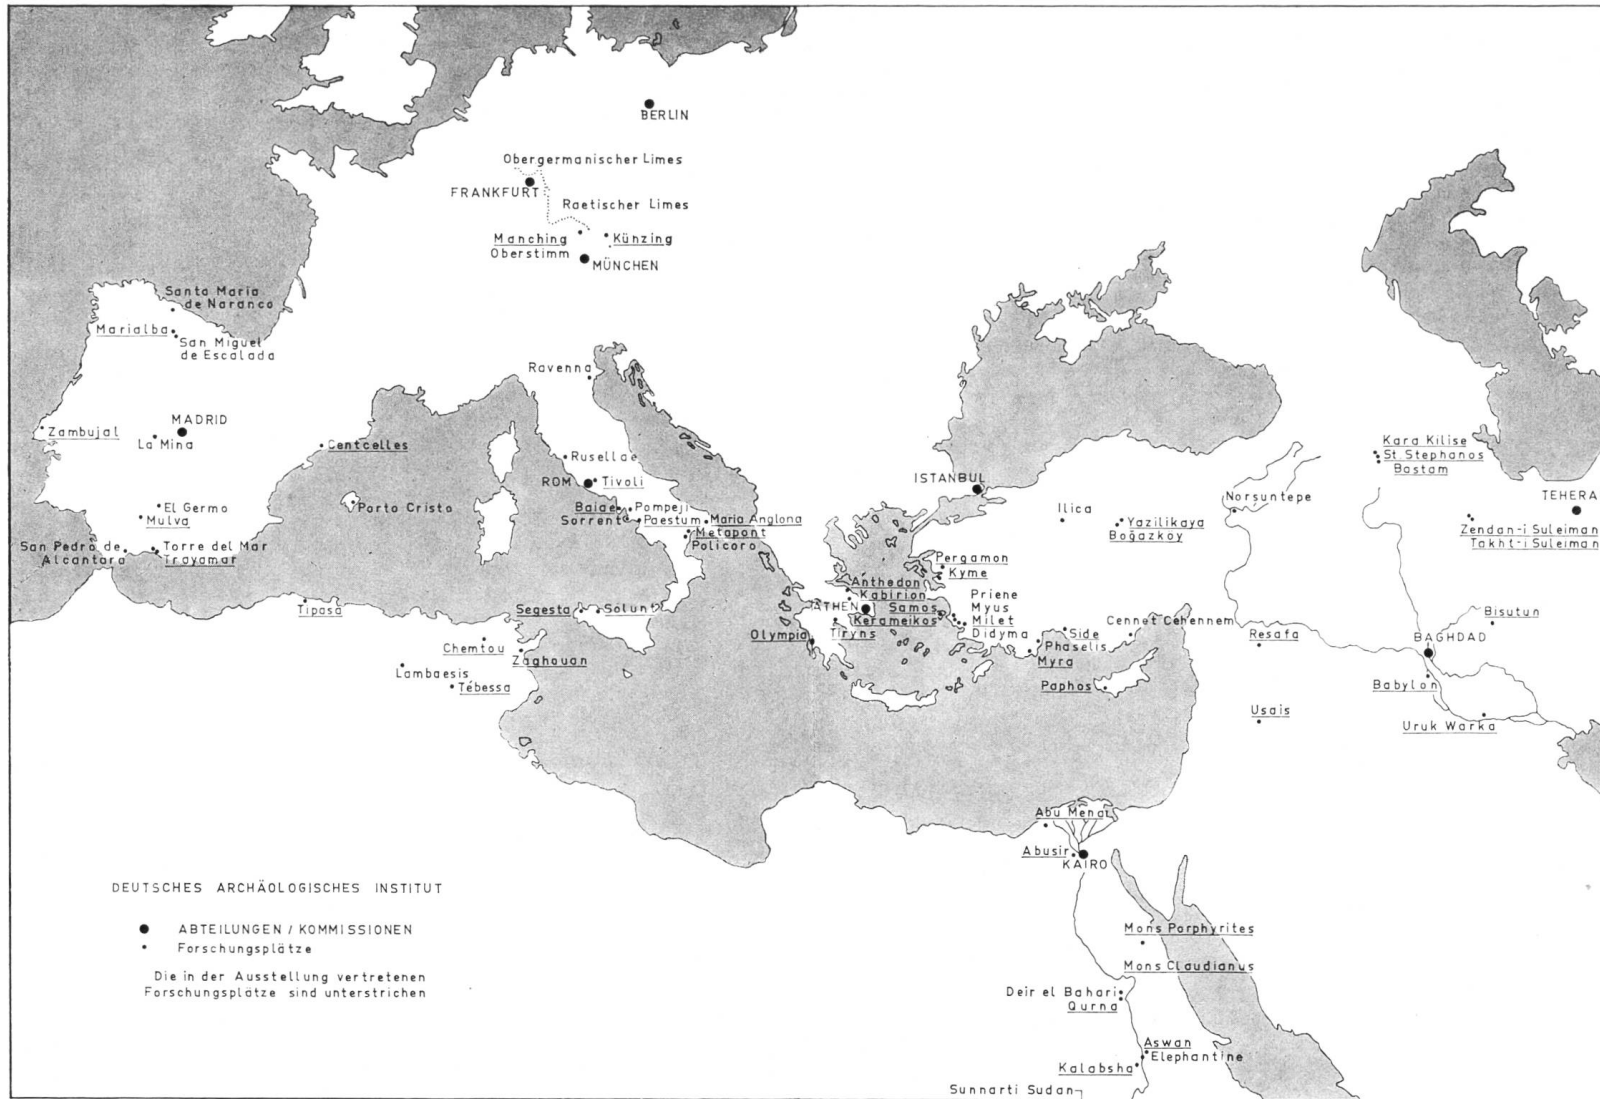 BERLIN
Obergermanischer Limes
FRANKFURT
Raetischer Limes
Manching
Oberstimm
Künzing
MÜNCHEN
Santa Maria
de Naranco
Marialba
San Miguel
de Escalada
MADRID
Zambujal
La Mina
Centcelles
El Germo
Mulva
Porto Cristo
San Pedro de
Alcantara
Torre del Mar
Trayamar
Ravenna
Rusellae
ROM
Tivoli
Baiae
Pompeji
Sorrent
Paestum
Maria Anglona
Metapont
Policoro
Tipasa
Segesta
Solunt
Chemtou
Zaghouan
Lambaesis
Tébessa
ISTANBUL
Ilica
Yazilikaya
Boğazköy
Norsuntepe
Kara Kilise
St. Stephanos
Bastam
TEHERA
Zendan-i Suleiman
Takht-i Suleiman
Pergamon
Kyme
Anthedon
Kabirion
ATHEN
Samos
Kerameikos
Olympia
Tiryns
Priene
Myus
Milet
Didyma
Side
Phaselis
Myra
Cennet Cehennem
Paphos
Resafa
Bisutun
BAGHDAD
Babylon
Usais
Uruk Warka
Abu Menat
Abusir
KAIRO
DEUTSCHES ARCHÄOLOGISCHES INSTITUT
ABTEILUNGEN / KOMMISSIONEN
Forschungsplätze
Die in der Ausstellung vertretenen
Forschungsplätze sind unterstrichen
Mons Porphyrites
Mons Claudianus
Deir el Bahari
Qurna
Aswan
Elephantine
Kalabsha
Sunnarti Sudan